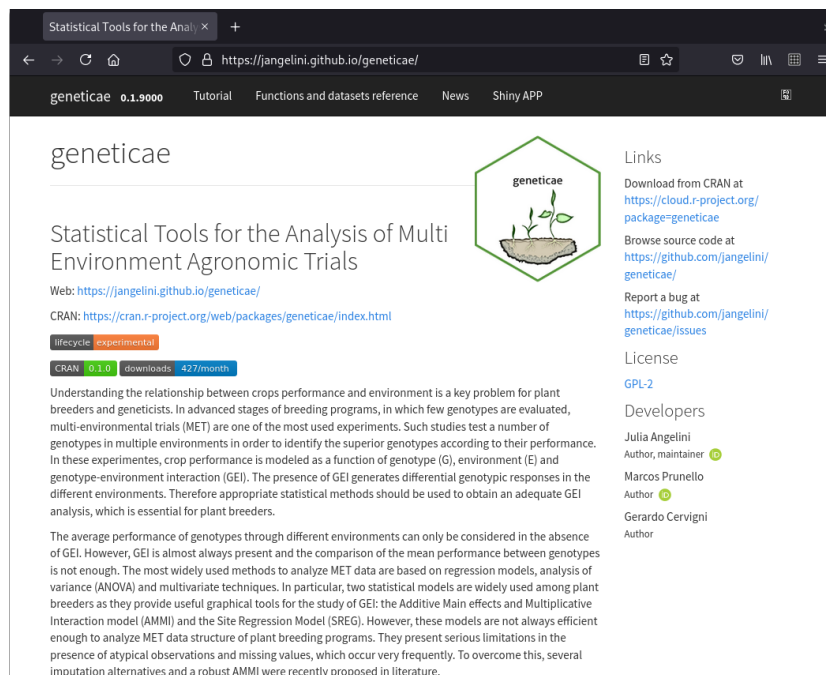 Statistical Tools for the Analy
https://jangelini.github.io/geneticae/
geneticae 0.1.9000 Tutorial Functions and datasets reference News Shiny APP
geneticae
geneticae
Statistical Tools for the Analysis of Multi
Environment Agronomic Trials
Web: https://jangelini.github.io/geneticae/
CRAN: https://cran.r-project.org/web/packages/geneticae/index.html
lifecycle experimental
CRAN 0.1.0 downloads 427/month
Understanding the relationship between crops performance and environment is a key problem for plant
breeders and geneticists. In advanced stages of breeding programs, in which few genotypes are evaluated,
multi-environmental trials (MET) are one of the most used experiments. Such studies test a number of
genotypes in multiple environments in order to identify the superior genotypes according to their performance.
In these experimentes, crop performance is modeled as a function of genotype (G), environment (E) and
genotype-environment interaction (GEI). The presence of GEI generates differential genotypic responses in the
different environments. Therefore appropriate statistical methods should be used to obtain an adequate GEI
analysis, which is essential for plant breeders.
The average performance of genotypes through different environments can only be considered in the absence
of GEI. However, GEI is almost always present and the comparison of the mean performance between genotypes
is not enough. The most widely used methods to analyze MET data are based on regression models, analysis of
variance (ANOVA) and multivariate techniques. In particular, two statistical models are widely used among plant
breeders as they provide useful graphical tools for the study of GEI: the Additive Main effects and Multiplicative
Interaction model (AMMI) and the Site Regression Model (SREG). However, these models are not always efficient
enough to analyze MET data structure of plant breeding programs. They present serious limitations in the
presence of atypical observations and missing values, which occur very frequently. To overcome this, several
imputation alternatives and a robust AMMI were recently proposed in literature.
Links
Download from CRAN at
https://cloud.r-project.org/
package=geneticae
Browse source code at
https://github.com/jangelini/
geneticae/
Report a bug at
https://github.com/jangelini/
geneticae/issues
License
GPL-2
Developers
Julia Angelini
Author, maintainer iD
Marcos Prunello
Author iD
Gerardo Cervigni
Author